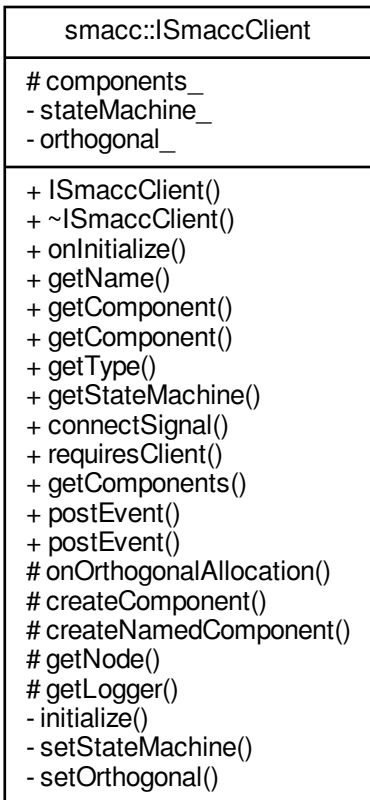 smacc::ISmaccClient
# components_
- stateMachine_
- orthogonal_
+ ISmaccClient()
+ ~ISmaccClient()
+ onInitialize()
+ getName()
+ getComponent()
+ getComponent()
+ getType()
+ getStateMachine()
+ connectSignal()
+ requiresClient()
+ getComponents()
+ postEvent()
+ postEvent()
# onOrthogonalAllocation()
# createComponent()
# createNamedComponent()
# getNode()
# getLogger()
- initialize()
- setStateMachine()
- setOrthogonal()